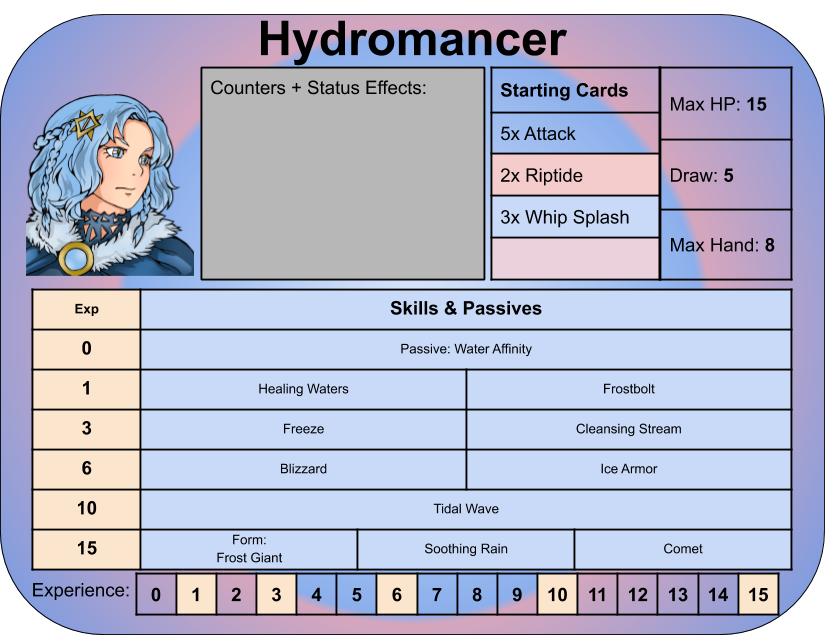 Hydromancer
Counters + Status Effects:
Starting Cards
5x Attack
2x Riptide
3x Whip Splash
Max HP: 15
Draw: 5
Max Hand: 8
Exp
Skills & Passives
0
Passive: Water Affinity
1
Healing Waters
Frostbolt
3
Freeze
Cleansing Stream
6
Blizzard
Ice Armor
10
Tidal Wave
15
Form:
Frost Giant
Soothing Rain
Comet
Experience: 0 1 2 3 4 5 6 7 8 9 10 11 12 13 14 15